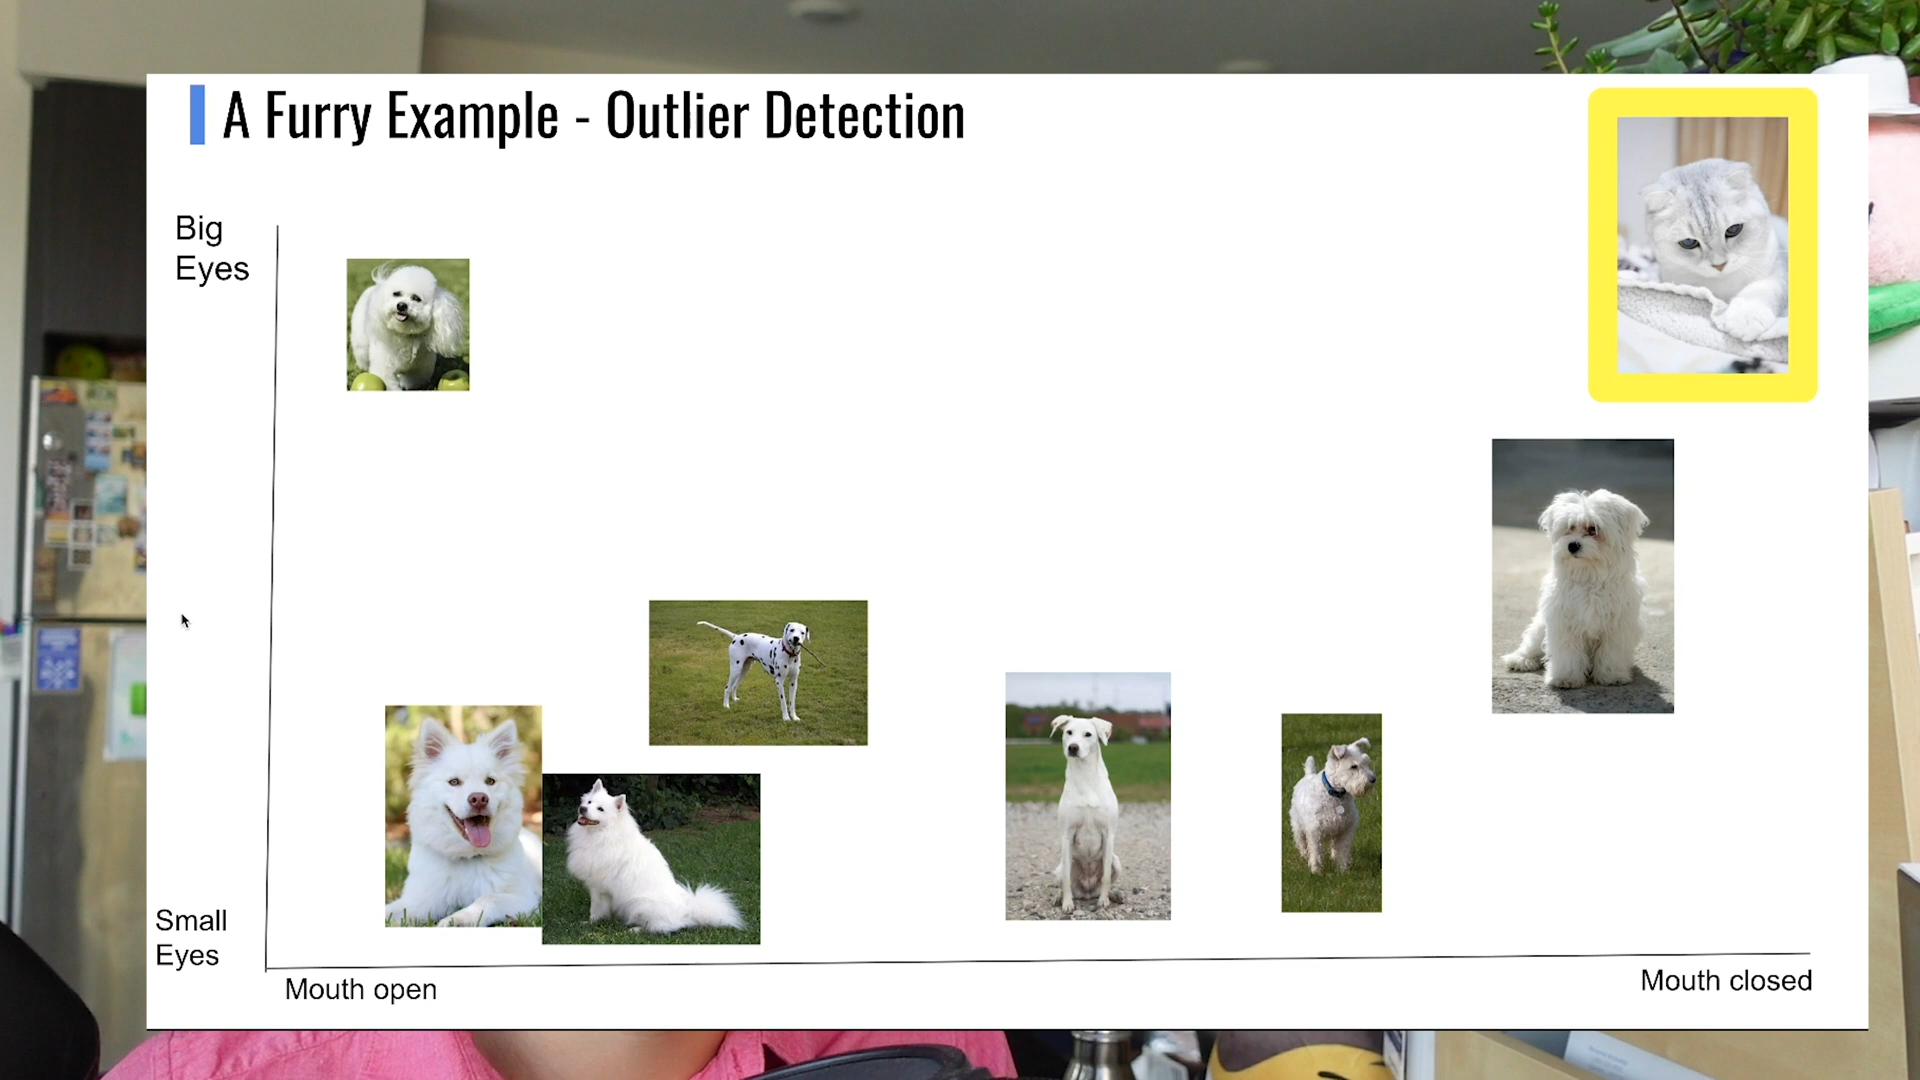 A Furry Example - Outlier Detection
Big
Eyes
Small
Eyes
Mouth open
Mouth closed